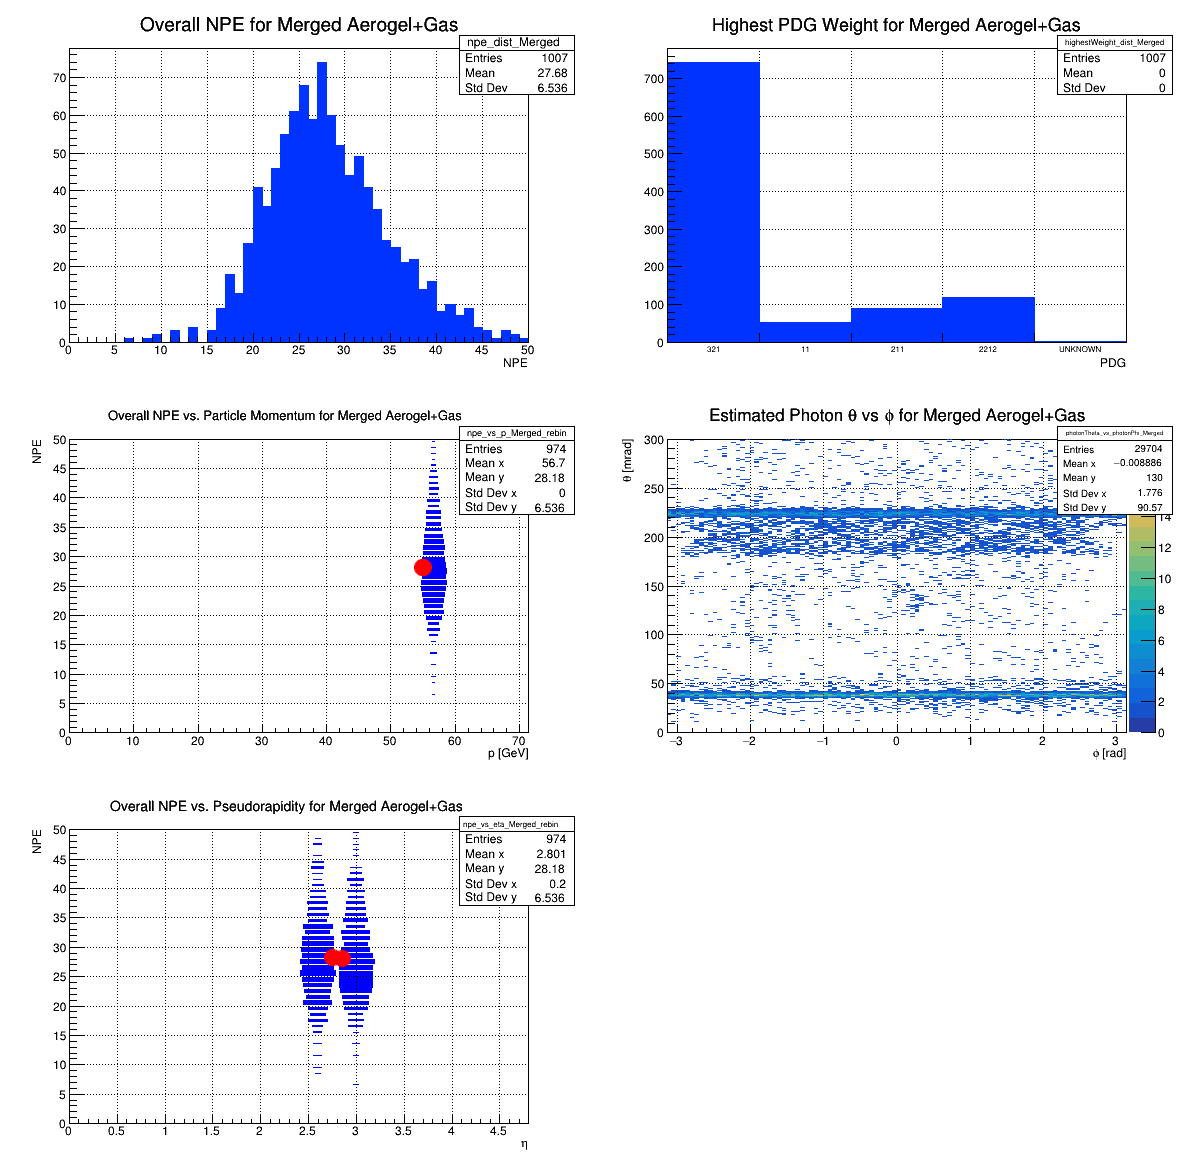 Overall NPE for Merged Aerogel+Gas
npe_dist_Merged
Entries 1007
Mean 27.68
Std Dev 6.536
70
60
50
40
30
20
10
0
0 5 10 15 20 25 30 35 40 45 50
NPE
Highest PDG Weight for Merged Aerogel+Gas
highestWeight_dist_Merged
Entries 1007
Mean 0
Std Dev 0
700
600
500
400
300
200
100
0
321 11 211 2212 UNKNOWN
PDG
Overall NPE vs. Particle Momentum for Merged Aerogel+Gas
NPE
npe_vs_p_Merged_rebin
Entries 974
Mean x 56.7
Mean y 28.18
Std Dev x 0
Std Dev y 6.536
50
45
40
35
30
25
20
15
10
5
0
0 10 20 30 40 50 60 70
p [GeV]
Estimated Photon θ vs ϕ for Merged Aerogel+Gas
θ [mrad]
photonTheta_vs_photonPhi_Merged
Entries 29704
Mean x −0.008886
Mean y 130
Std Dev x 1.776
Std Dev y 90.57
300
250
200
150
100
50
0
−3 −2 −1 0 1 2 3
ϕ [rad]
14
12
10
8
6
4
2
0
Overall NPE vs. Pseudorapidity for Merged Aerogel+Gas
NPE
npe_vs_eta_Merged_rebin
Entries 974
Mean x 2.801
Mean y 28.18
Std Dev x 0.2
Std Dev y 6.536
50
45
40
35
30
25
20
15
10
5
0
0 0.5 1 1.5 2 2.5 3 3.5 4 4.5
η